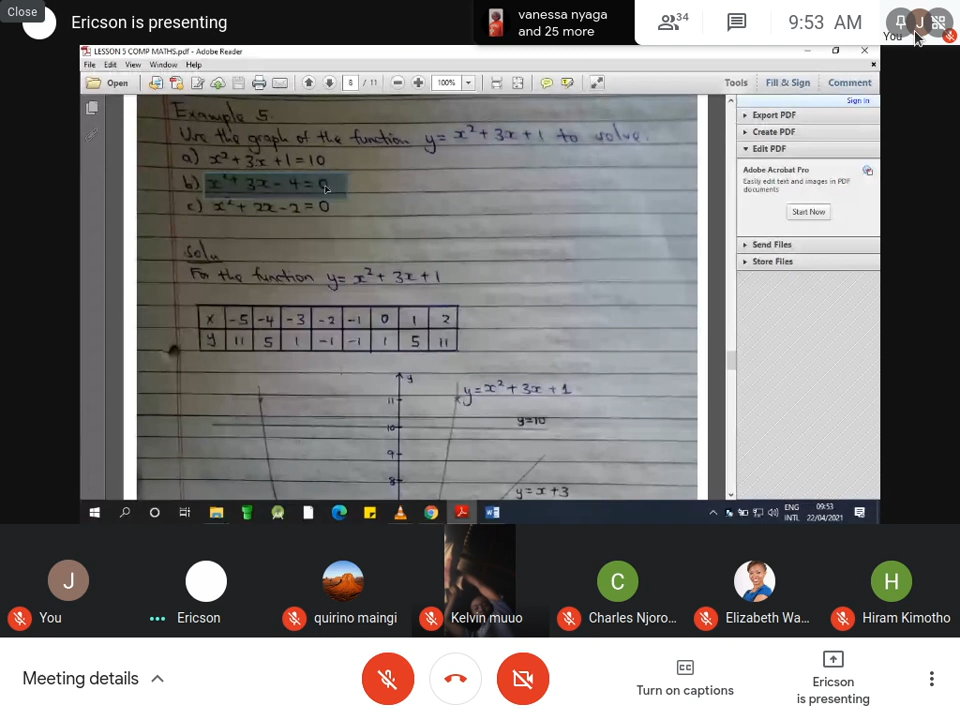 Close
Ericson is presenting
vanessa nyaga
and 25 more
34
9:53 AM
J
You
LESSON 5 COMP MATHS.pdf - Adobe Reader
File Edit View Window Help
Open
8 / 11
100%
Tools
Fill & Sign
Comment
Sign In
Export PDF
Create PDF
Edit PDF
Adobe Acrobat Pro
Easily edit text and images in PDF
documents
Start Now
Send Files
Store Files
Example 5.
Use the graph of the function y = x² + 3x + 1 to solve.
a) x² + 3x + 1 = 10
b) x² + 3x - 4 = 0
c) x² + 2x - 2 = 0
Soln
For the function y = x² + 3x + 1
x -5 -4 -3 -2 -1 0 1 2
y 11 5 1 -1 -1 1 5 11
y
y = x² + 3x + 1
11
y=10
10
9
8
y = x + 3
ENG
INTL
09:53
22/04/2021
J
You
Ericson
quirino maingi
Kelvin muuo
C
Charles Njoro...
Elizabeth Wa...
H
Hiram Kimotho
Meeting details
Turn on captions
Ericson
is presenting